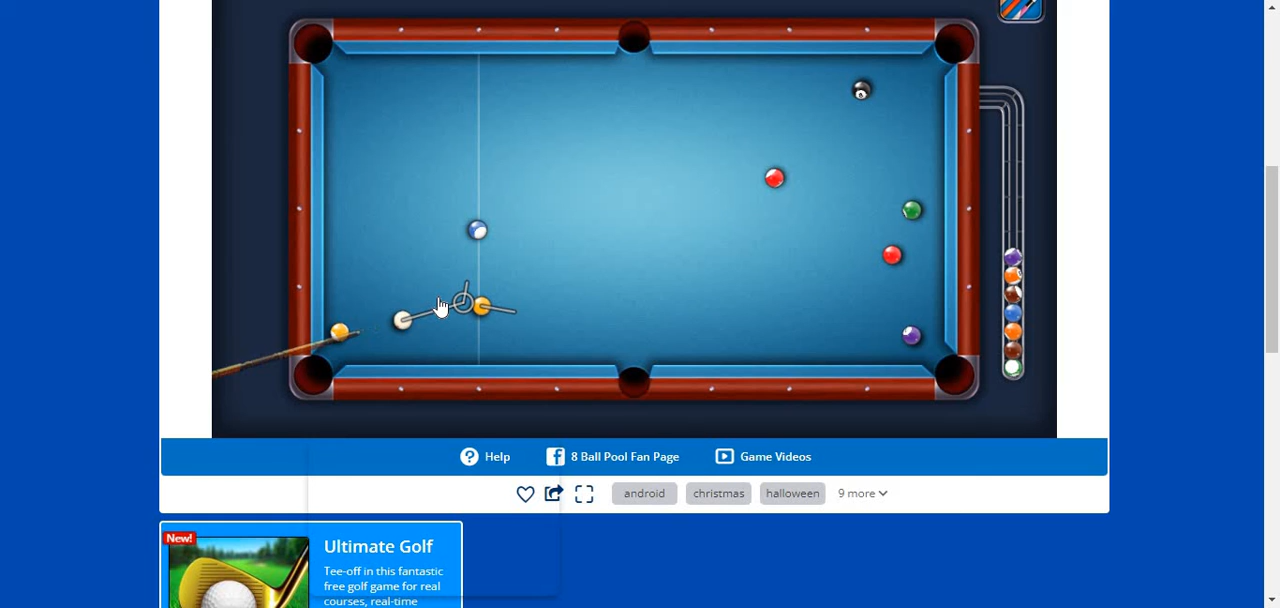 Help
8 Ball Pool Fan Page
Game Videos
android
christmas
halloween
9 more
New!
Ultimate Golf
Tee-off in this fantastic
free golf game for real
courses, real-time